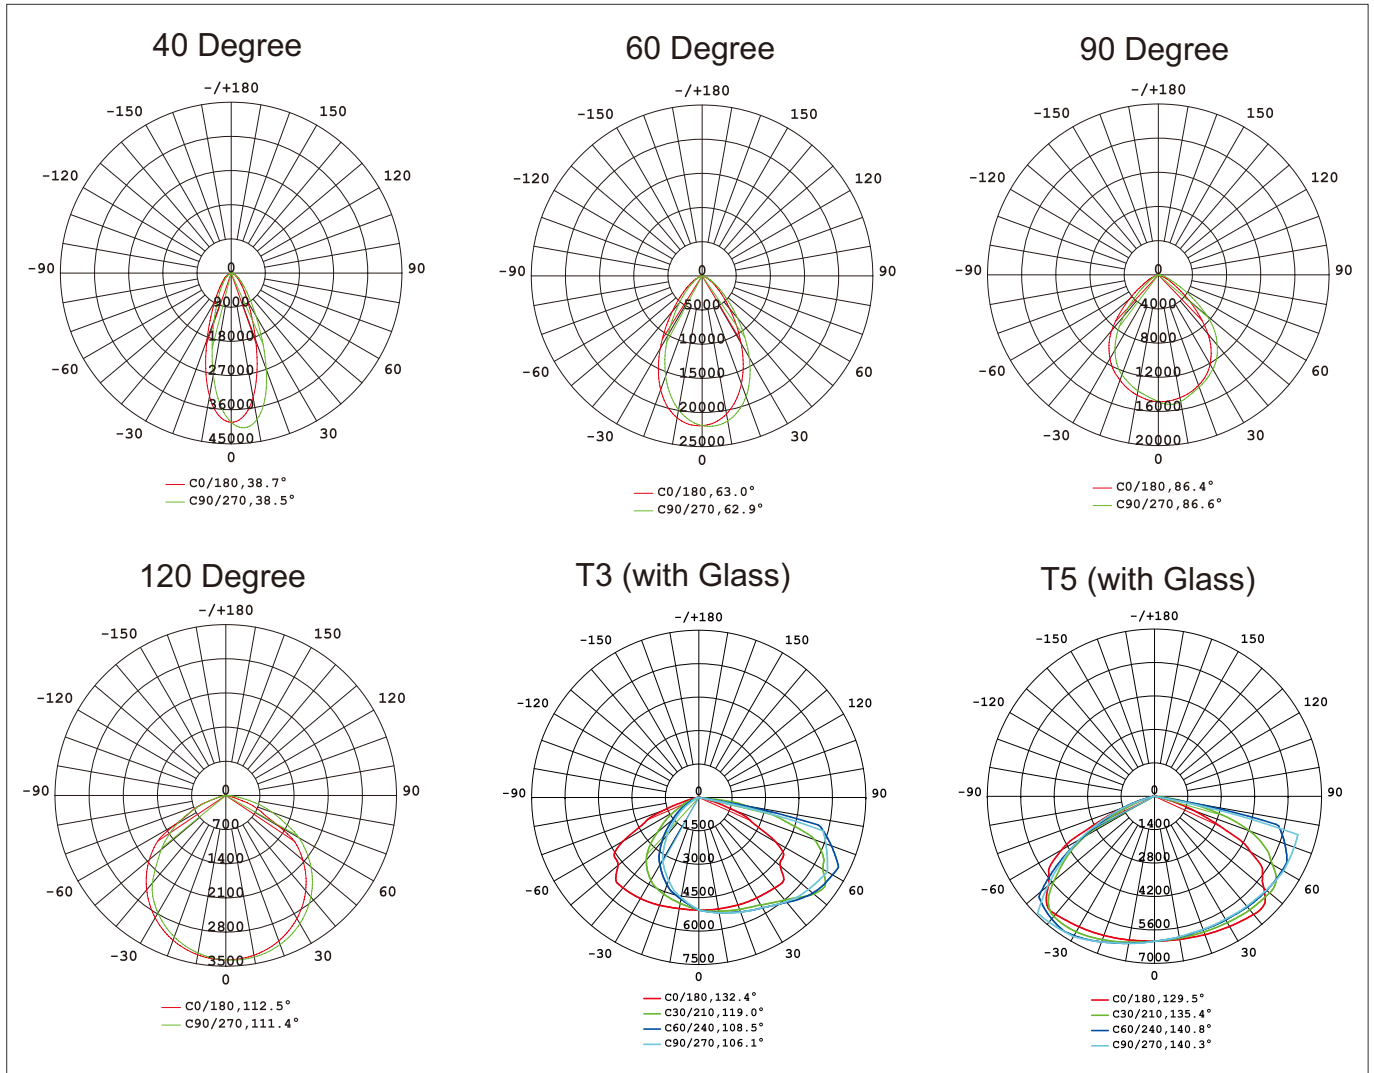 40 Degree
-/+180
-150 150
-120 120
-90 0 90
9000
18000
27000
-60 60
36000
-30 30
45000
0
C0/180,38.7°
C90/270,38.5°
60 Degree
-/+180
-150 150
-120 120
-90 0 90
5000
10000
15000
-60 60
20000
-30 30
25000
0
C0/180,63.0°
C90/270,62.9°
90 Degree
-/+180
-150 150
-120 120
-90 0 90
4000
8000
12000
-60 60
16000
-30 30
20000
0
C0/180,86.4°
C90/270,86.6°
120 Degree
-/+180
-150 150
-120 120
-90 0 90
700
1400
2100
-60 60
2800
-30 30
3500
0
C0/180,112.5°
C90/270,111.4°
T3 (with Glass)
-/+180
-150 150
-120 120
-90 0 90
1500
3000
-60 60
4500
6000
-30 30
7500
0
C0/180,132.4°
C30/210,119.0°
C60/240,108.5°
C90/270,106.1°
T5 (with Glass)
-/+180
-150 150
-120 120
-90 0 90
1400
2800
-60 60
4200
5600
-30 30
7000
0
C0/180,129.5°
C30/210,135.4°
C60/240,140.8°
C90/270,140.3°